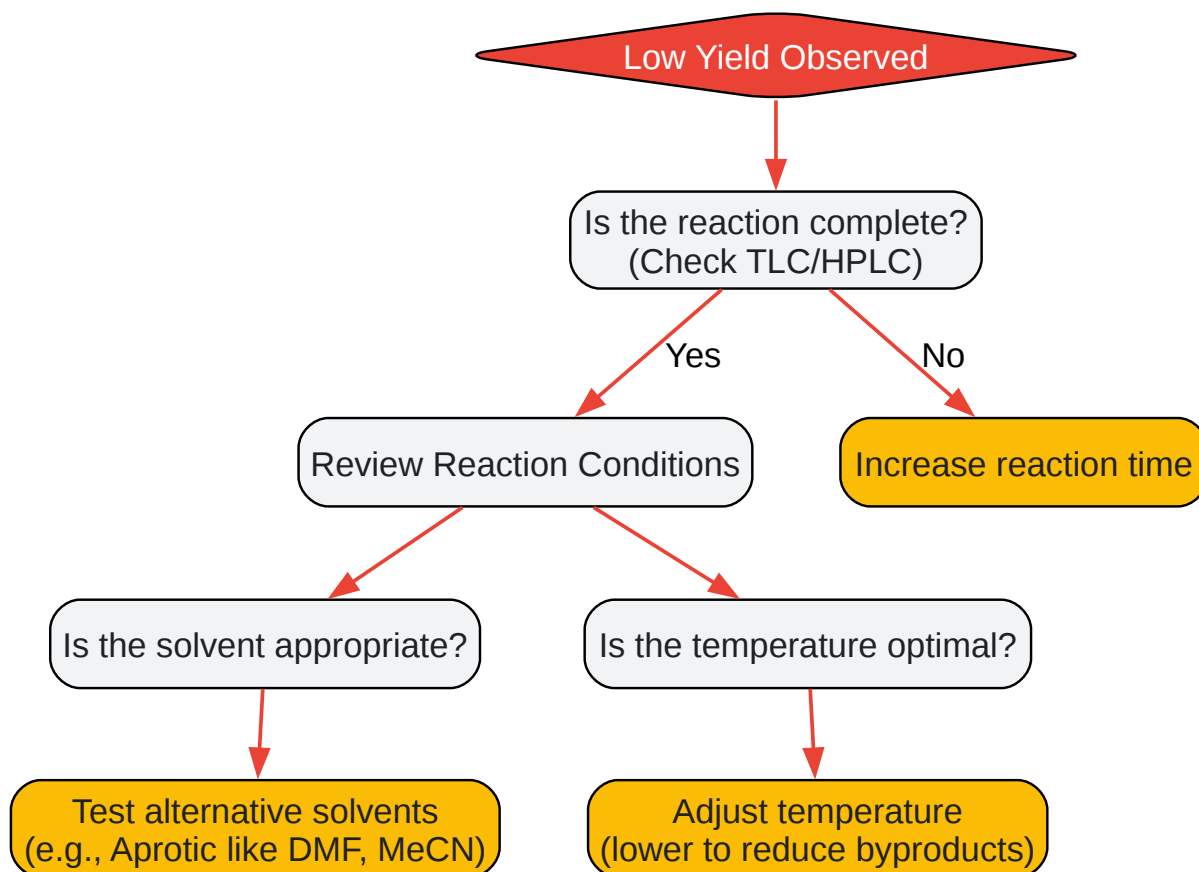 Low Yield Observed
Is the reaction complete?
(Check TLC/HPLC)
Yes
No
Review Reaction Conditions
Increase reaction time
Is the solvent appropriate?
Is the temperature optimal?
Test alternative solvents
(e.g., Aprotic like DMF, MeCN)
Adjust temperature
(lower to reduce byproducts)